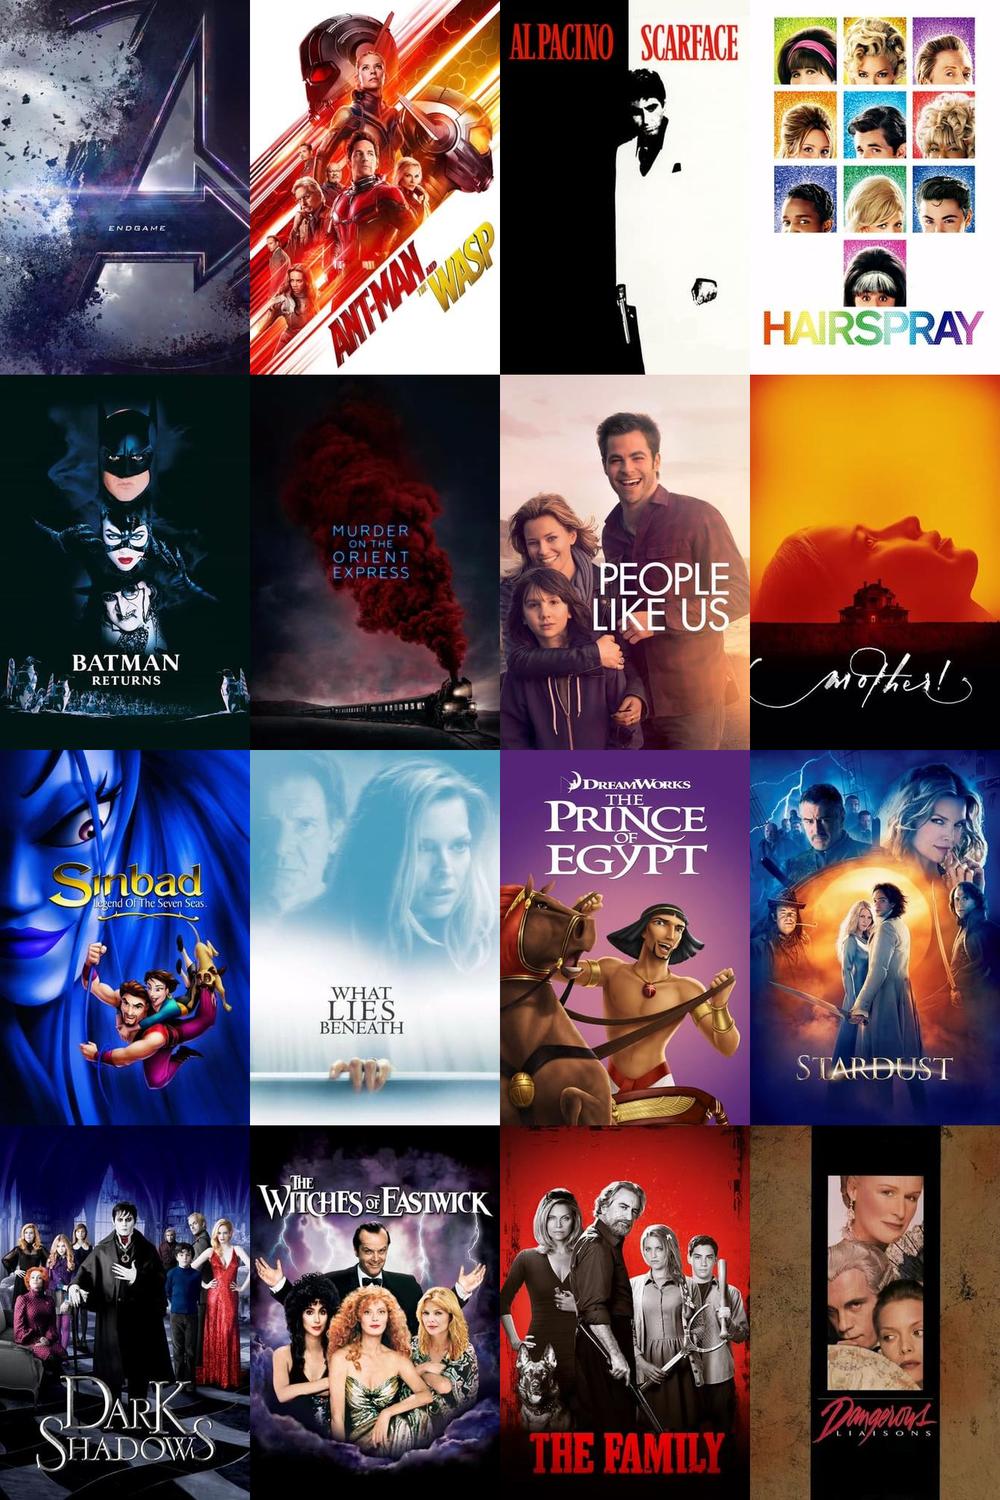 ENDGAME
ANT-MAN
AND
THE
WASP
AL PACINO SCARFACE
HAIRSPRAY
BATMAN
RETURNS
MURDER
ON THE
ORIENT
EXPRESS
PEOPLE
LIKE US
mother!
Sinbad
Legend Of The Seven Seas.
WHAT
LIES
BENEATH
DREAMWORKS
THE
PRINCE
OF
EGYPT
STARDUST
DARK
SHADOWS
THE
WITCHES OF EASTWICK
THE FAMILY
Dangerous
LIAISONS